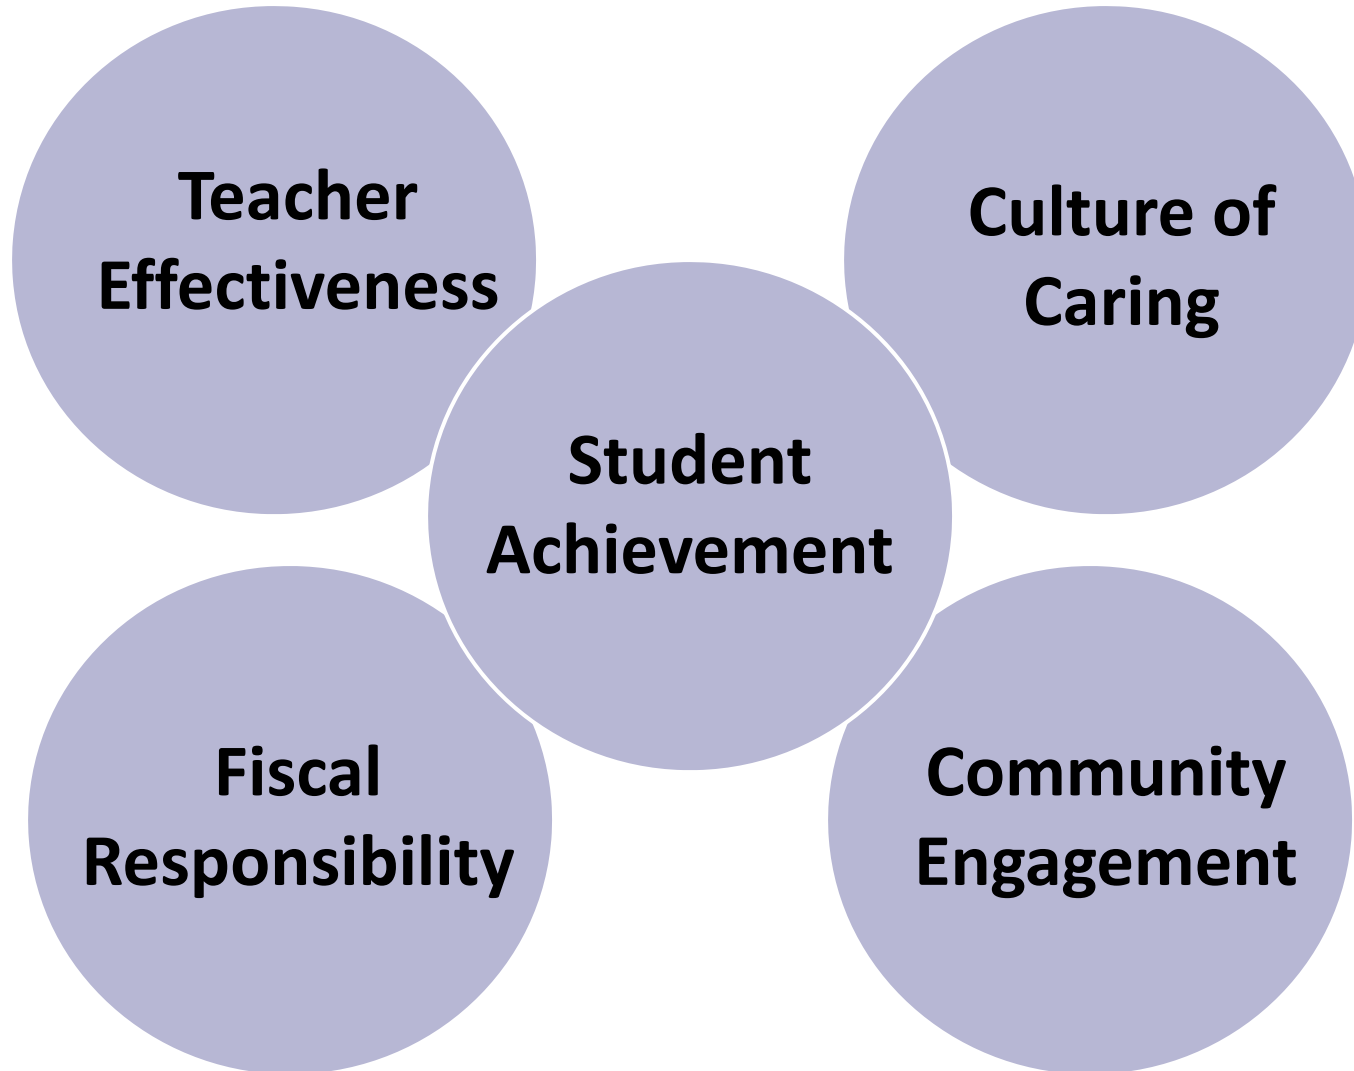 Teacher
Effectiveness
Culture of
Caring
Student
Achievement
Fiscal
Responsibility
Community
Engagement